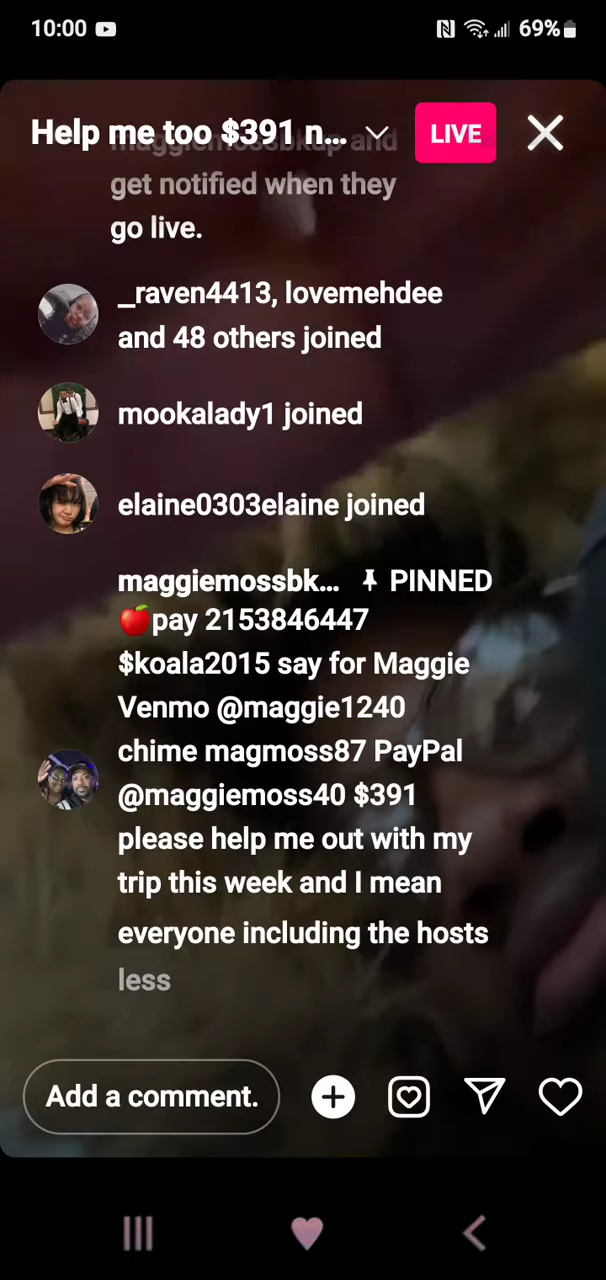 10:00
69%
Help me too $391 n...
LIVE
maggiemossbkup and
get notified when they
go live.
_raven4413, lovemehdee
and 48 others joined
mookalady1 joined
elaine0303elaine joined
maggiemossbk... PINNED
🍎pay 2153846447
$koala2015 say for Maggie
Venmo @maggie1240
chime magmoss87 PayPal
@maggiemoss40 $391
please help me out with my
trip this week and I mean
everyone including the hosts
less
Add a comment.